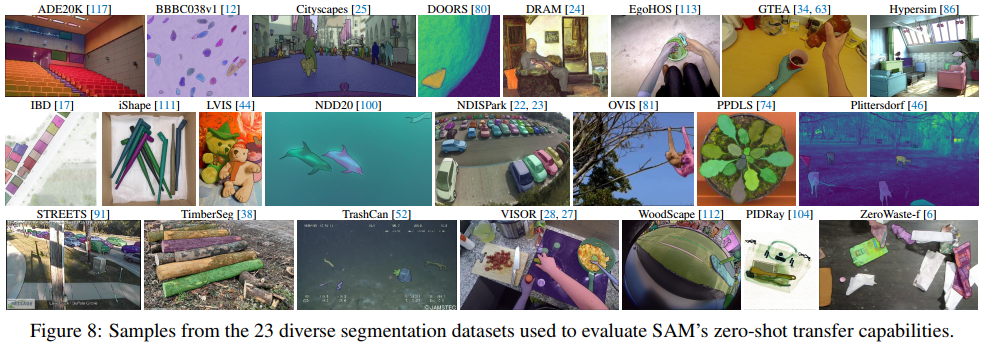 ADE20K [117] BBBC038v1 [12] Cityscapes [25] DOORS [80] DRAM [24] EgoHOS [113] GTEA [34, 63] Hypersim [86]
IBD [17] iShape [111] LVIS [44] NDD20 [100] NDISPark [22, 23] OVIS [81] PPDLS [74] Plittersdorf [46]
STREETS [91] TimberSeg [38] TrashCan [52] VISOR [28, 27] WoodScape [112] PIDRay [104] ZeroWaste-f [6]
©JAMSTEC
Figure 8: Samples from the 23 diverse segmentation datasets used to evaluate SAM's zero-shot transfer capabilities.